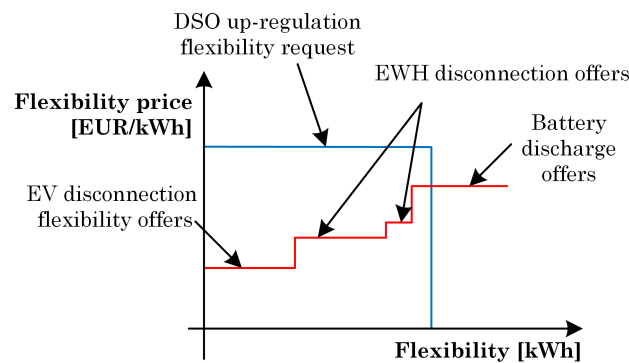 DSO up-regulation
flexibility request
EWH disconnection offers
Flexibility price
[EUR/kWh]
Battery
discharge
offers
EV disconnection
flexibility offers
Flexibility [kWh]